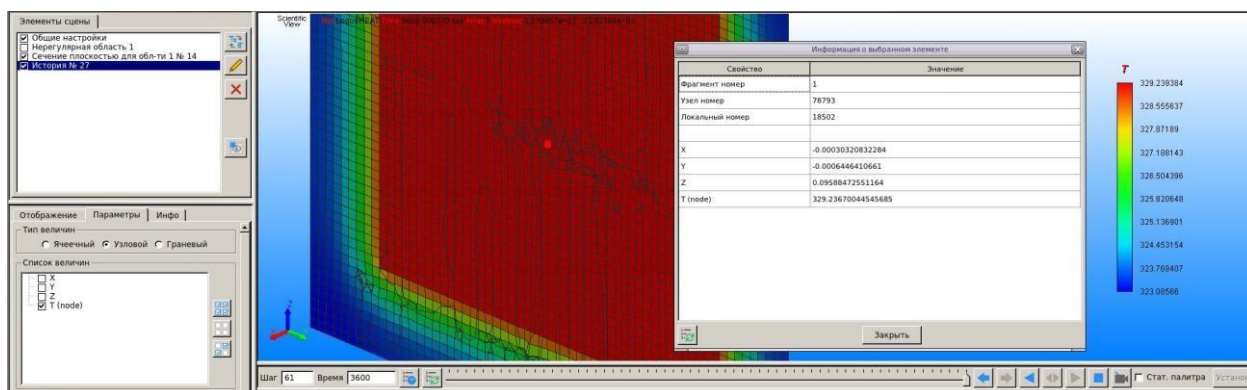 Элементы сцены
Общие настройки
Нерегулярная область 1
Сечение плоскостью для обл-ти 1 № 14
История № 27
Отображение Параметры Инфо
Тип величин
Ячеечный Узловой Граневый
Список величин
X
Y
Z
T (node)
Scientific
View
Z
Информация о выбранном элементе
Свойство Значение
Фрагмент номер 1
Узел номер 78793
Локальный номер 18502
X -0.00030320832284
Y -0.0006446410661
Z 0.09588472551164
T (node) 329.23670044545685
Закрыть
T
329.239384
328.555637
327.87189
327.188143
326.504396
325.820648
325.136901
324.453154
323.769407
323.08566
Шаг 61 Время 3600
Стат. палитра